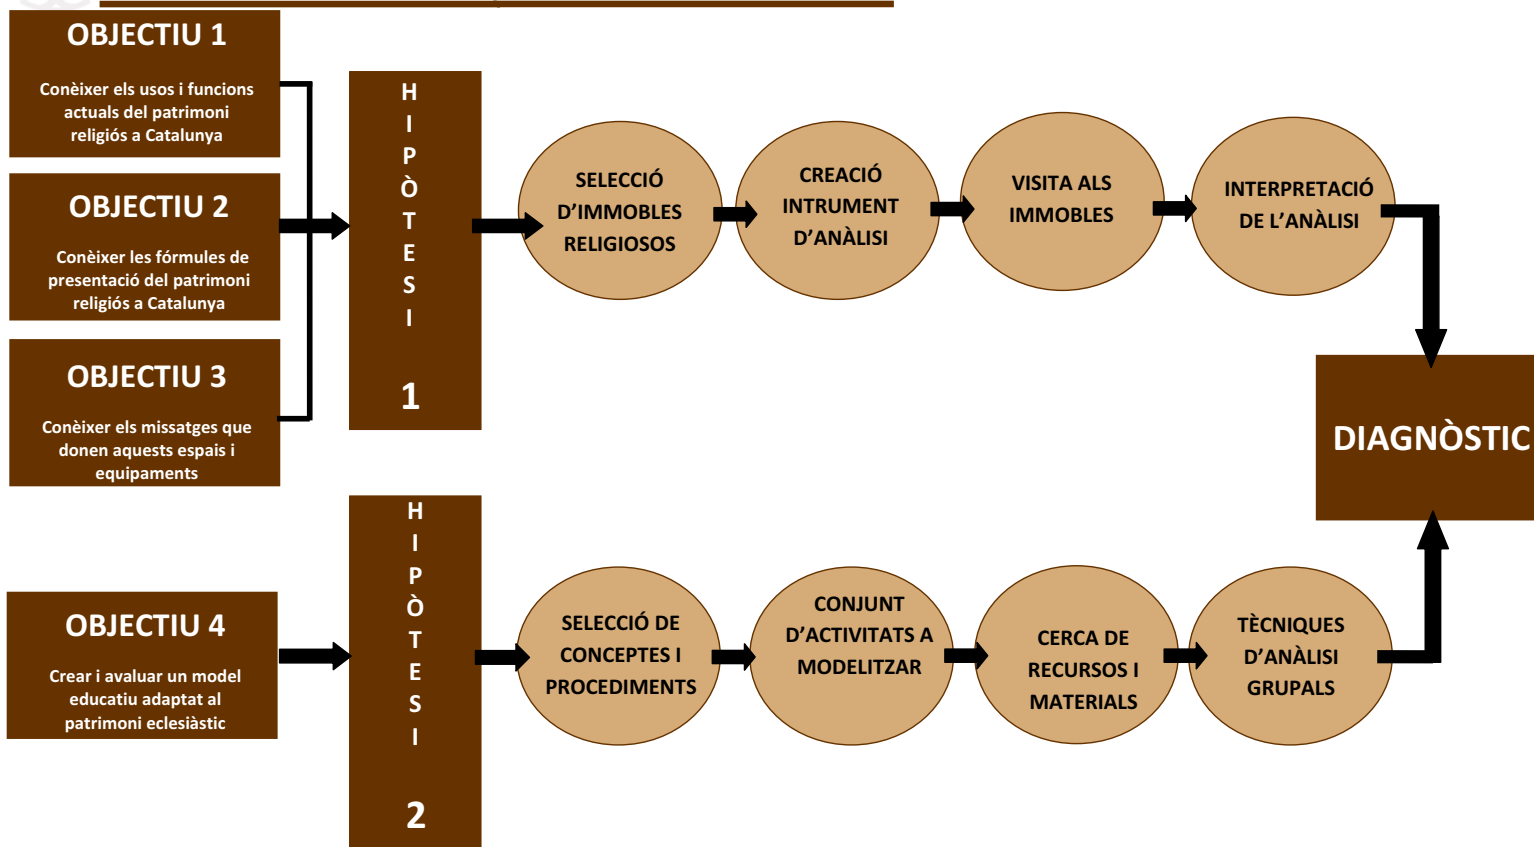 OBJECTIU 1
Conèixer els usos i funcions
actuals del patrimoni
religiós a Catalunya
OBJECTIU 2
Conèixer les fórmules de
presentació del patrimoni
religiós a Catalunya
OBJECTIU 3
Conèixer els missatges que
donen aquests espais i
equipaments
H
I
P
Ò
T
E
S
I
1
SELECCIÓ
D’IMMOBLES
RELIGIOSOS
CREACIÓ
INTRUMENT
D’ANÀLISI
VISITA ALS
IMMOBLES
INTERPRETACIÓ
DE L’ANÀLISI
DIAGNÒSTIC
OBJECTIU 4
Crear i avaluar un model
educatiu adaptat al
patrimoni eclesiàstic
H
I
P
Ò
T
E
S
I
2
SELECCIÓ DE
CONCEPTES I
PROCEDIMENTS
CONJUNT
D’ACTIVITATS A
MODELITZAR
CERCA DE
RECURSOS I
MATERIALS
TÈCNIQUES
D’ANÀLISI
GRUPALS